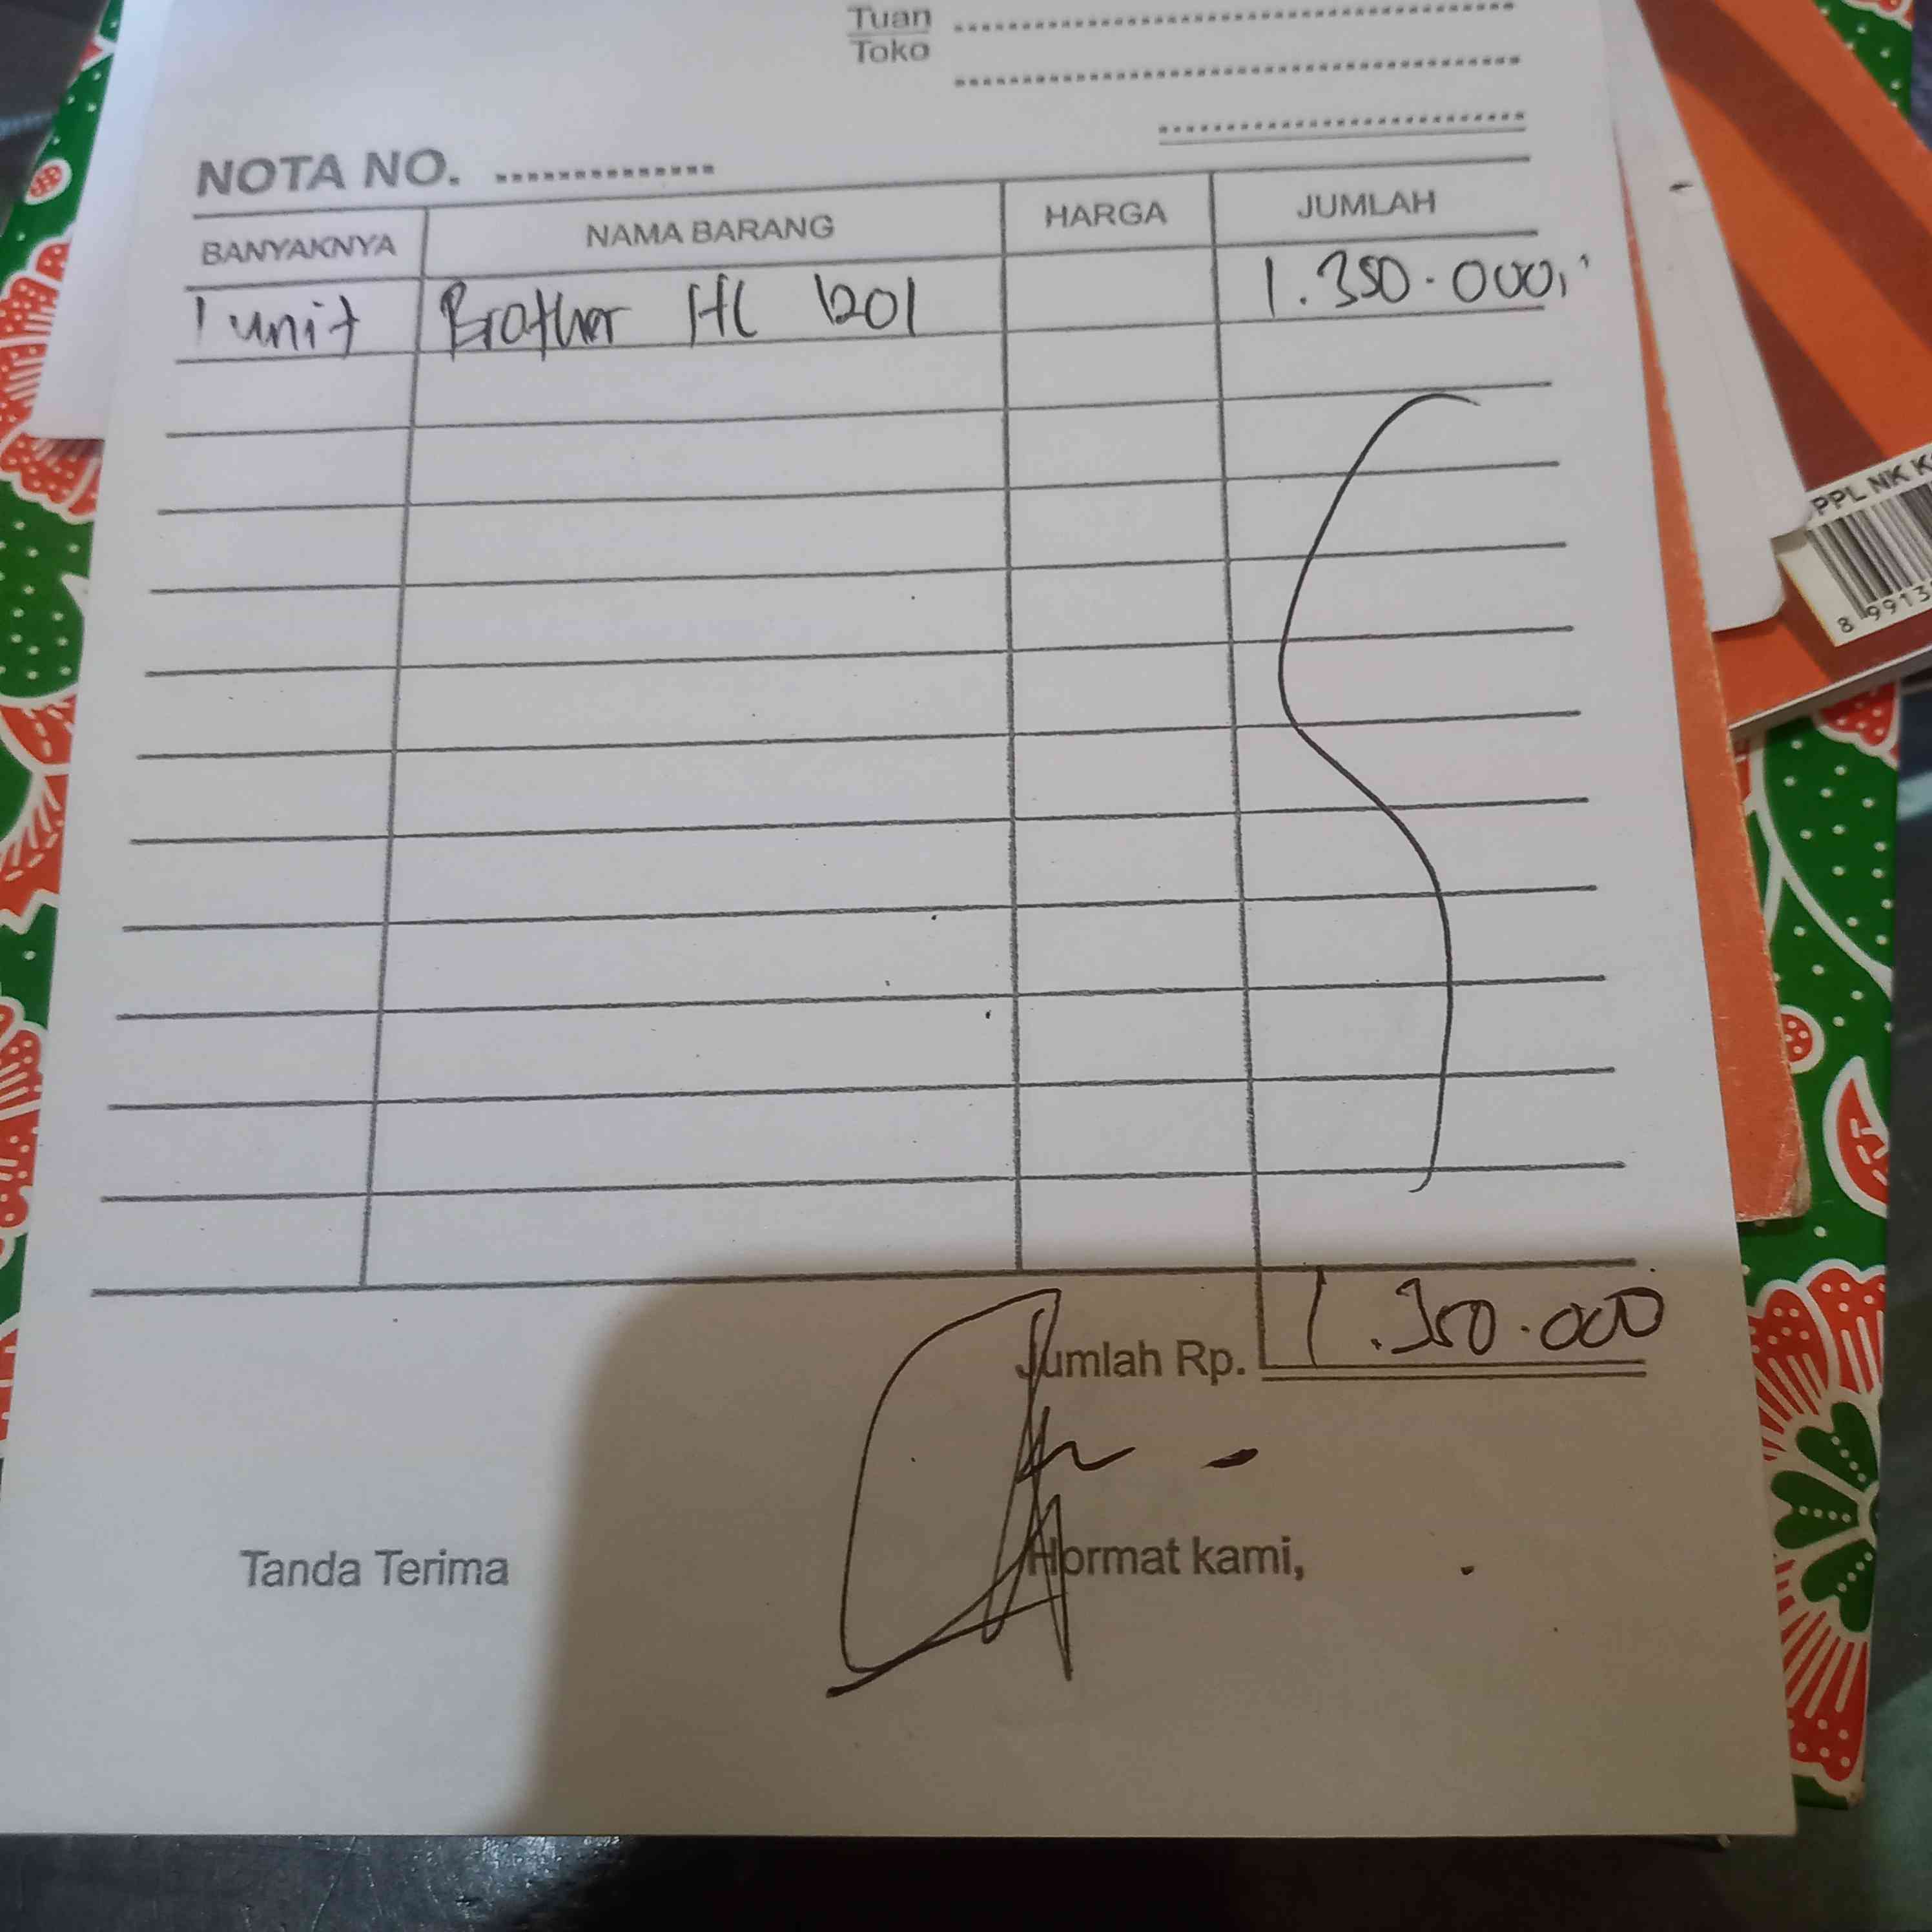 Tuan
Toko
NOTA NO.
BANYAKNYA NAMA BARANG HARGA JUMLAH
1 unit Brother HL 1201 1.350.000,-
Jumlah Rp. 1.350.000
Tanda Terima Hormat kami,
PPL NK K
8 9913